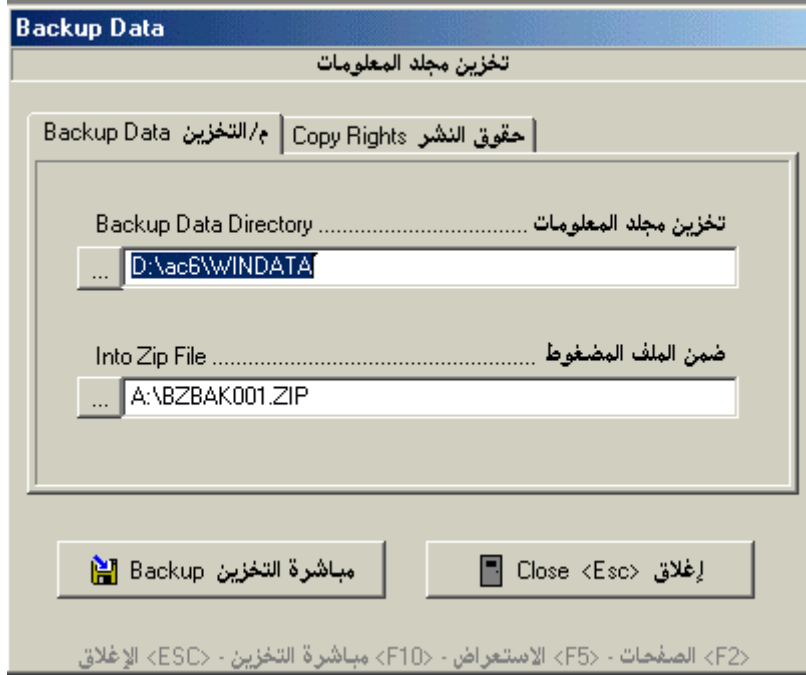 Backup Data
تخزين مجلد المعلومات
Backup Data م/التخزين
Copy Rights حقوق النشر
Backup Data Directory ................................... تخزين مجلد المعلومات
... D:\ac6\WINDATA
Into Zip File ...................................................... ضمن الملف المضغوط
... A:\BZBAK001.ZIP
Backup مباشرة التخزين
Close <Esc> إغلاق
<F2> الصفحات - <F5> الاستعراض - <F10> مباشرة التخزين - <ESC> الإغلاق